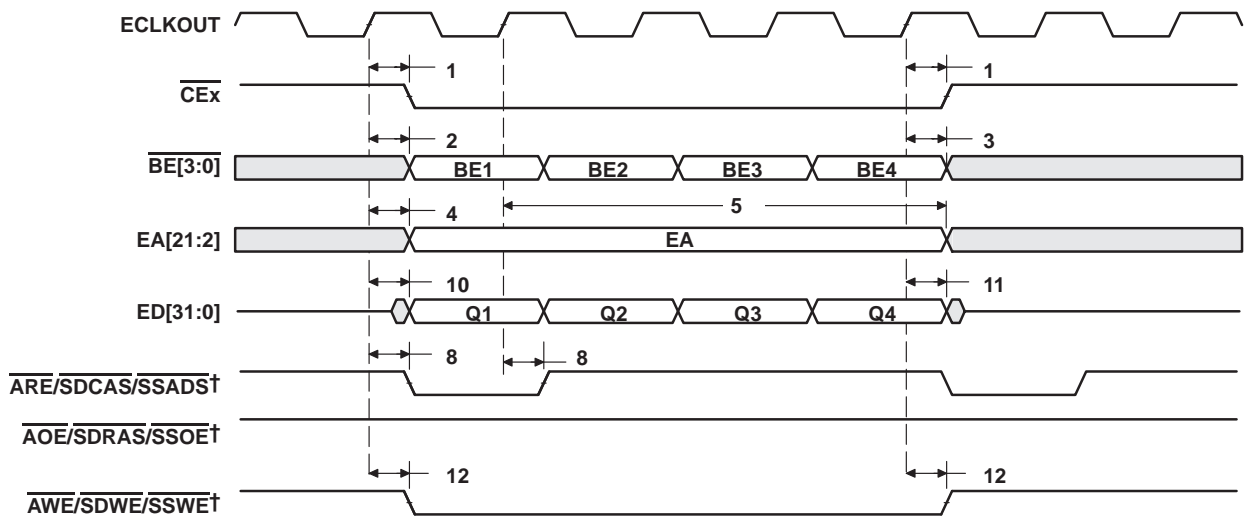 ECLKOUT
1 1
CEx
2 3
BE[3:0] BE1 BE2 BE3 BE4
4 5
EA[21:2] EA
10 11
ED[31:0] Q1 Q2 Q3 Q4
8 8
ARE/SDCAS/SSADS†
AOE/SDRAS/SSOE†
12 12
AWE/SDWE/SSWE†